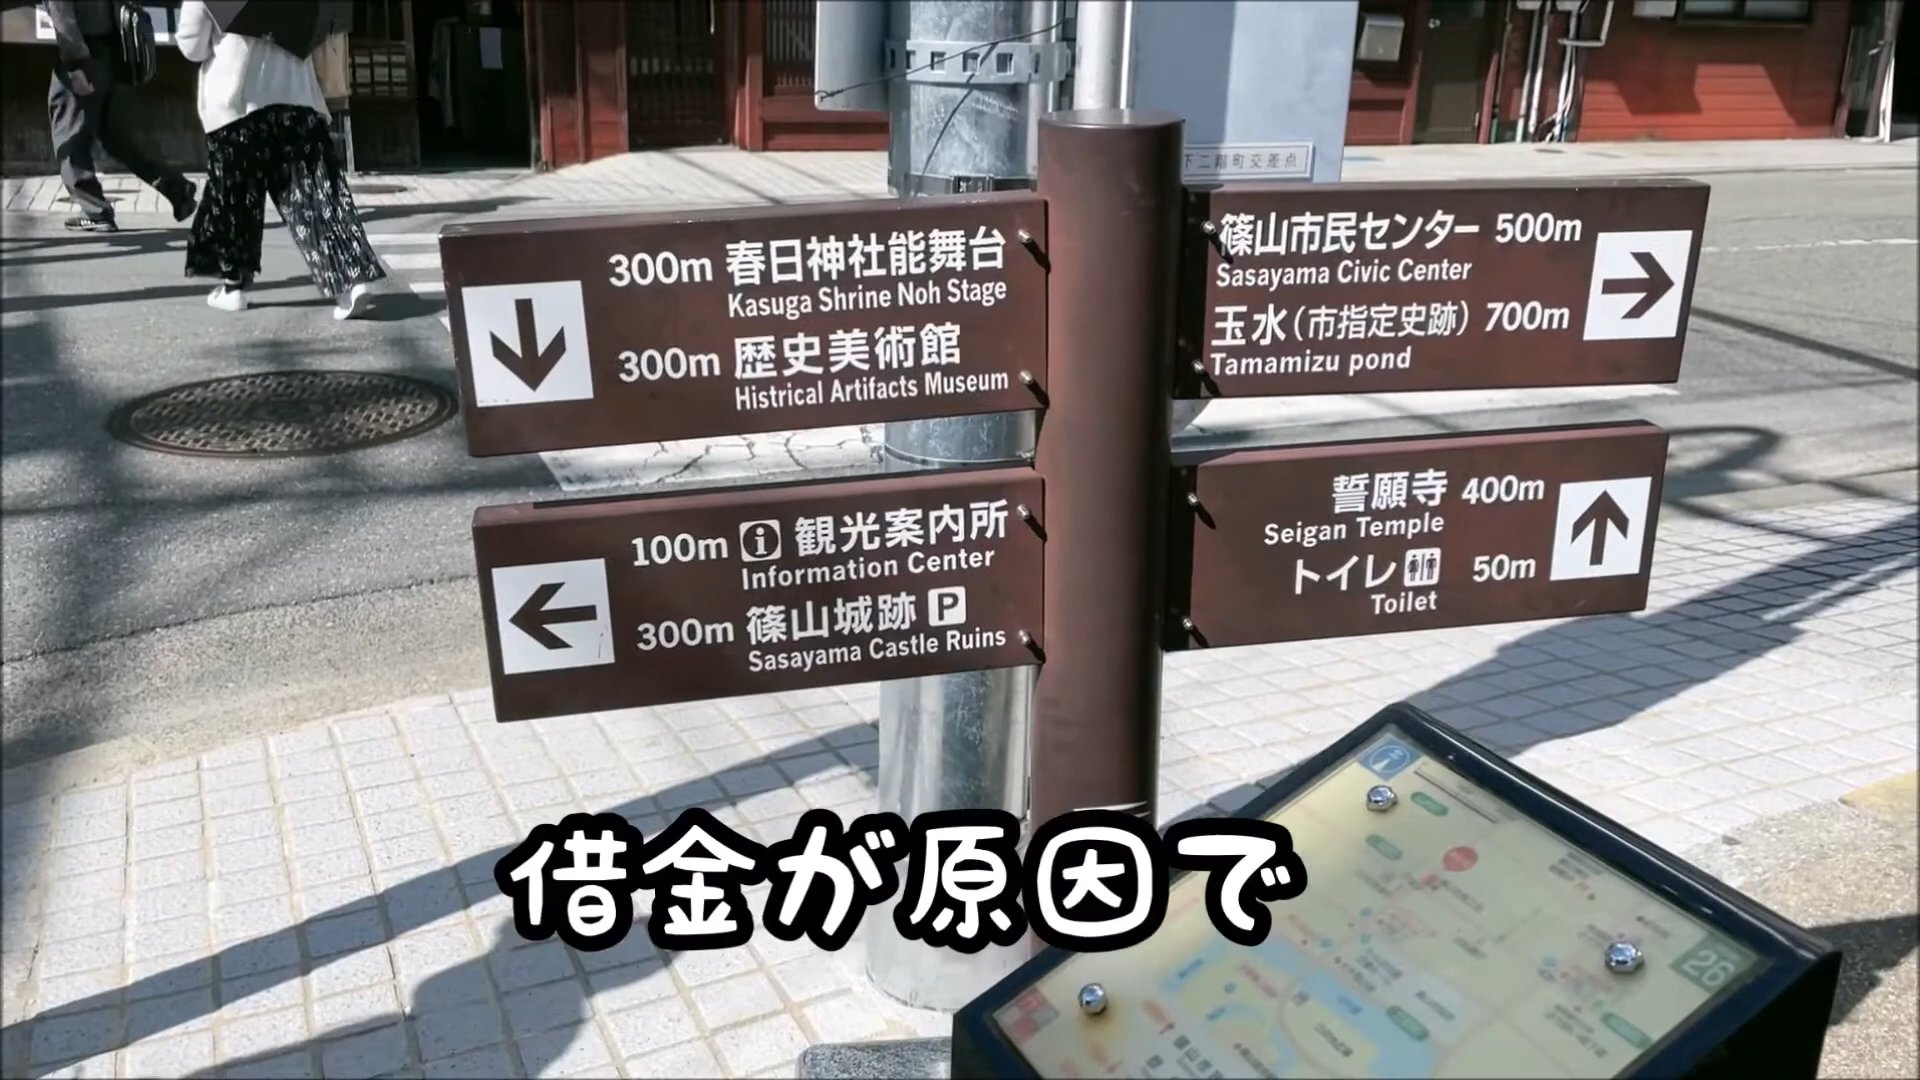 下二階町交差点
300m 春日神社能舞台
Kasuga Shrine Noh Stage
300m 歴史美術館
Histrical Artifacts Museum
篠山市民センター 500m
Sasayama Civic Center
玉水(市指定史跡) 700m
Tamamizu pond
100m 観光案内所
Information Center
300m 篠山城跡 P
Sasayama Castle Ruins
誓願寺 400m
Seigan Temple
トイレ 50m
Toilet
借金が原因で
26